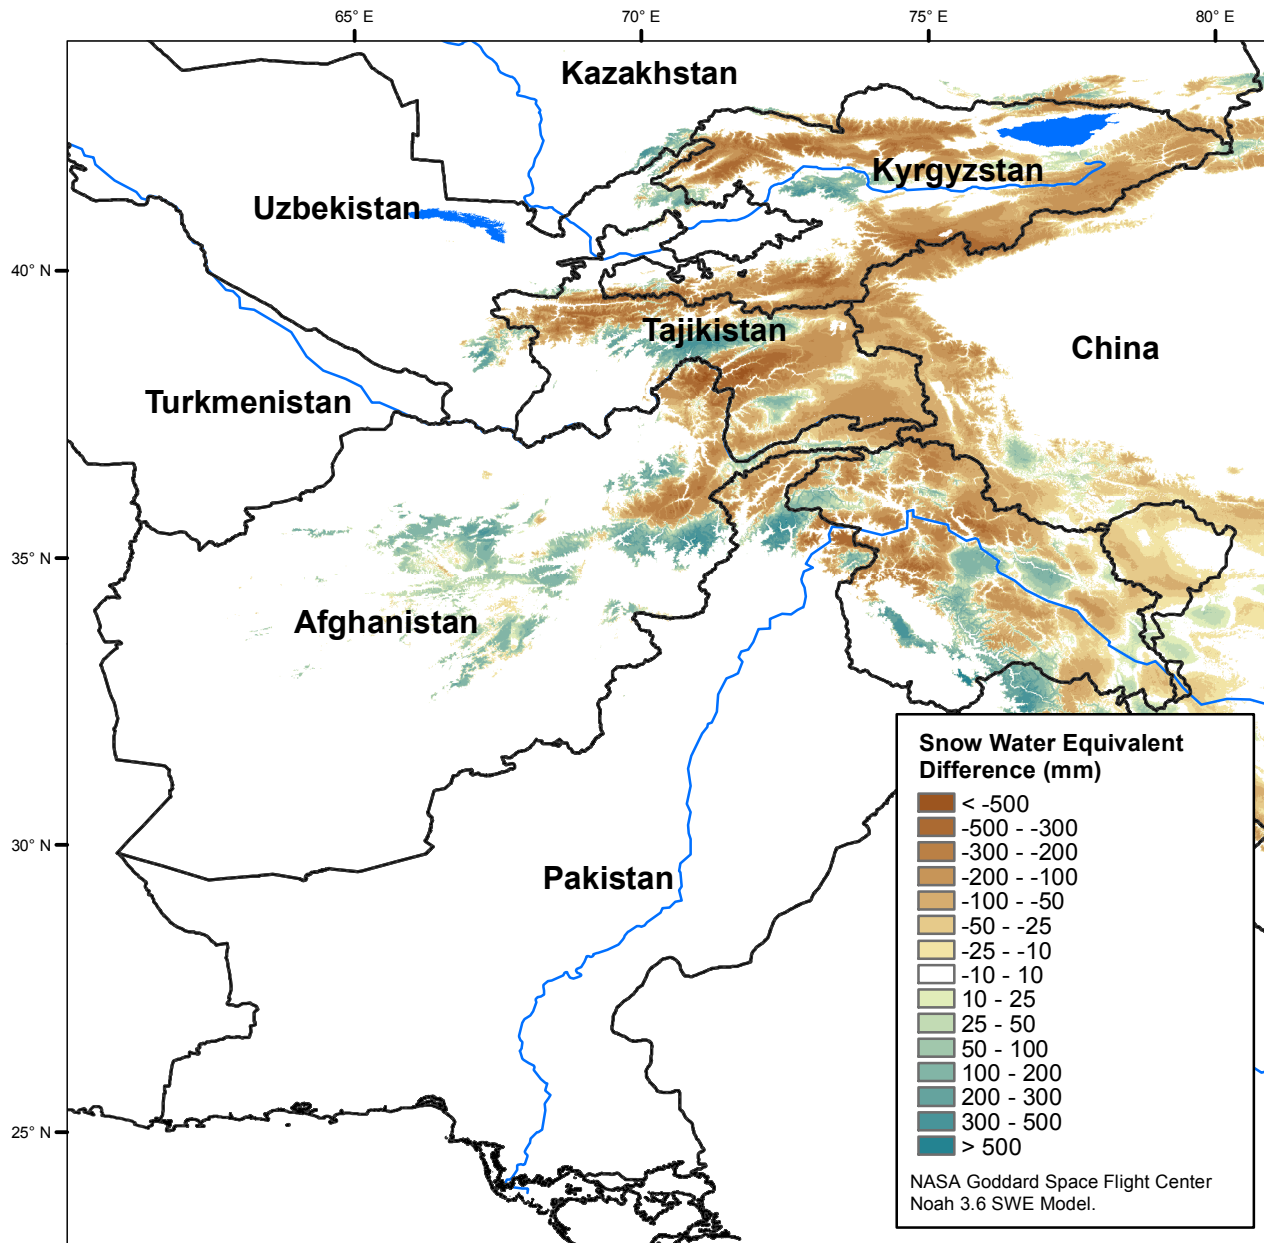 65° E
70° E
75° E
80° E
Kazakhstan
Kyrgyzstan
Uzbekistan
40° N
Tajikistan
China
Turkmenistan
35° N
Afghanistan
30° N
Pakistan
25° N
Snow Water Equivalent
Difference (mm)
< -500
-500 - -300
-300 - -200
-200 - -100
-100 - -50
-50 - -25
-25 - -10
-10 - 10
10 - 25
25 - 50
50 - 100
100 - 200
200 - 300
300 - 500
> 500
NASA Goddard Space Flight Center
Noah 3.6 SWE Model.